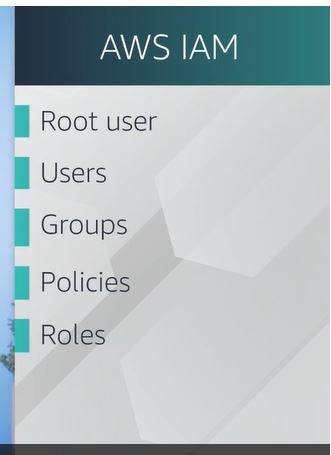 AWS IAM
Root user
Users
Groups
Policies
Roles